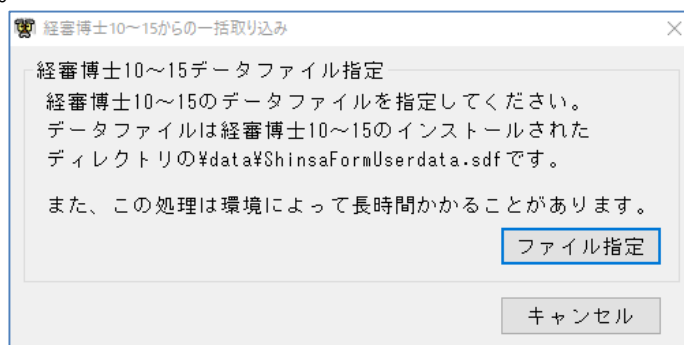 経審博士10～15からの一括取り込み
経審博士10～15データファイル指定
経審博士10～15のデータファイルを指定してください。
データファイルは経審博士10～15のインストールされた
ディレクトリの¥data¥ShinsaFormUserdata.sdfです。
また、この処理は環境によって長時間かかることがあります。
ファイル指定
キャンセル